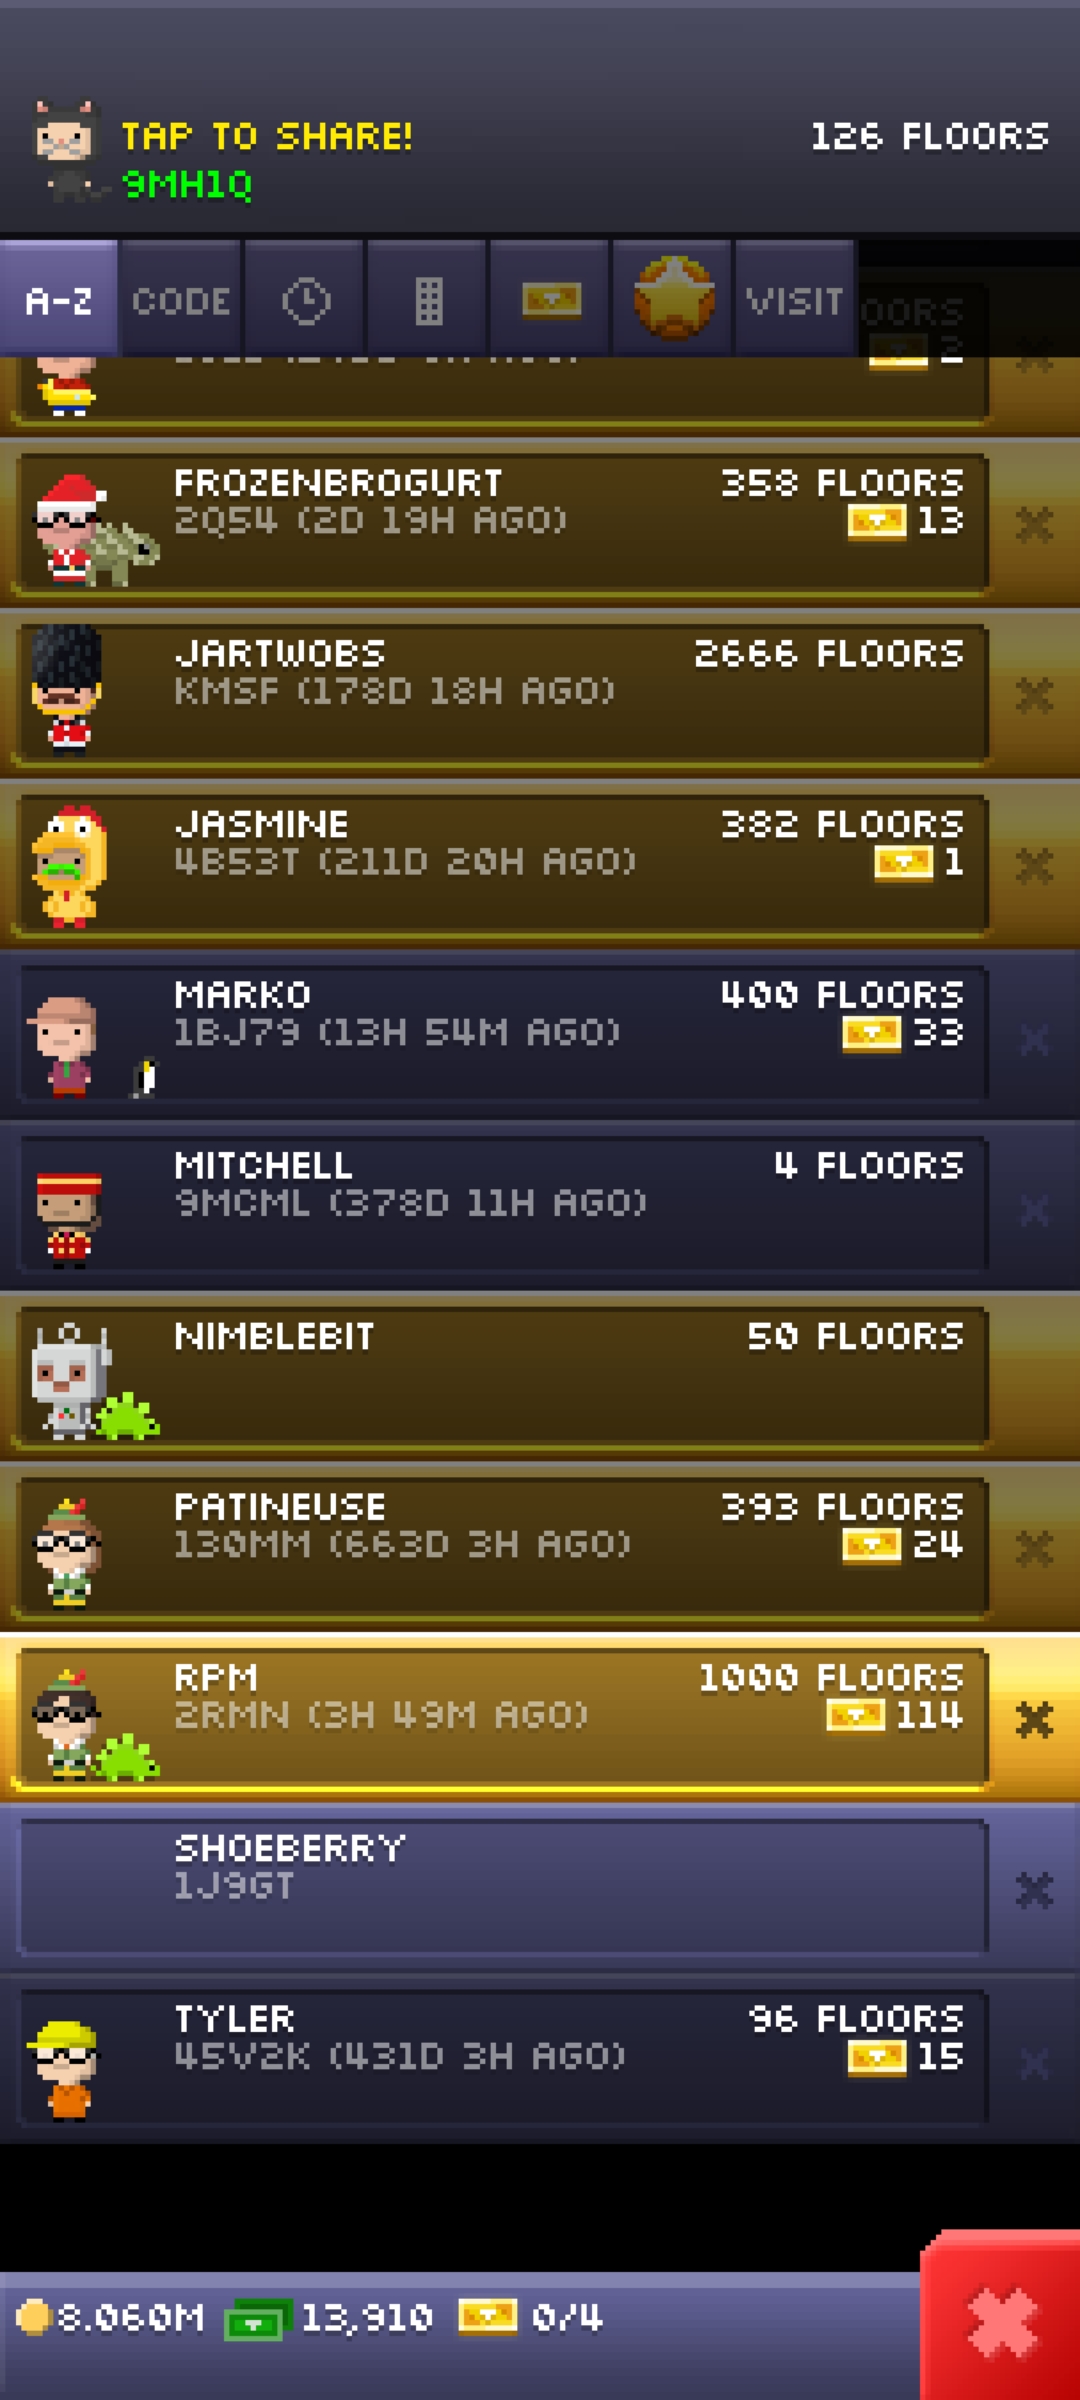 TAP TO SHARE!
126 FLOORS
9MH1Q
A-Z CODE VISIT
2
FROZENBROGURT 358 FLOORS
2Q54 (2D 19H AGO) 13
JARTWOBS 2666 FLOORS
KMSF (178D 18H AGO)
JASMINE 382 FLOORS
4B53T (211D 20H AGO) 1
MARKO 400 FLOORS
1BJ79 (13H 54M AGO) 33
MITCHELL 4 FLOORS
9MCML (378D 11H AGO)
NIMBLEBIT 50 FLOORS
PATINEUSE 393 FLOORS
130MM (663D 3H AGO) 24
RPM 1000 FLOORS
2RMN (3H 49M AGO) 114
SHOEBERRY
1J9GT
TYLER 96 FLOORS
45V2K (431D 3H AGO) 15
8.060M 13,910 0/4